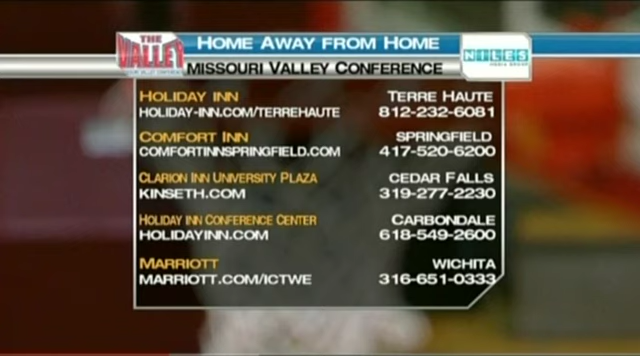 THE
VALLEY
HOME AWAY FROM HOME
NILES
MEDIA GROUP
MISSOURI VALLEY CONFERENCE
HOLIDAY INN TERRE HAUTE
HOLIDAY-INN.COM/TERREHAUTE 812-232-6081
COMFORT INN SPRINGFIELD
COMFORTINNSPRINGFIELD.COM 417-520-6200
CLARION INN UNIVERSITY PLAZA CEDAR FALLS
KINSETH.COM 319-277-2230
HOLIDAY INN CONFERENCE CENTER CARBONDALE
HOLIDAYINN.COM 618-549-2600
MARRIOTT WICHITA
MARRIOTT.COM/ICTWE 316-651-0333